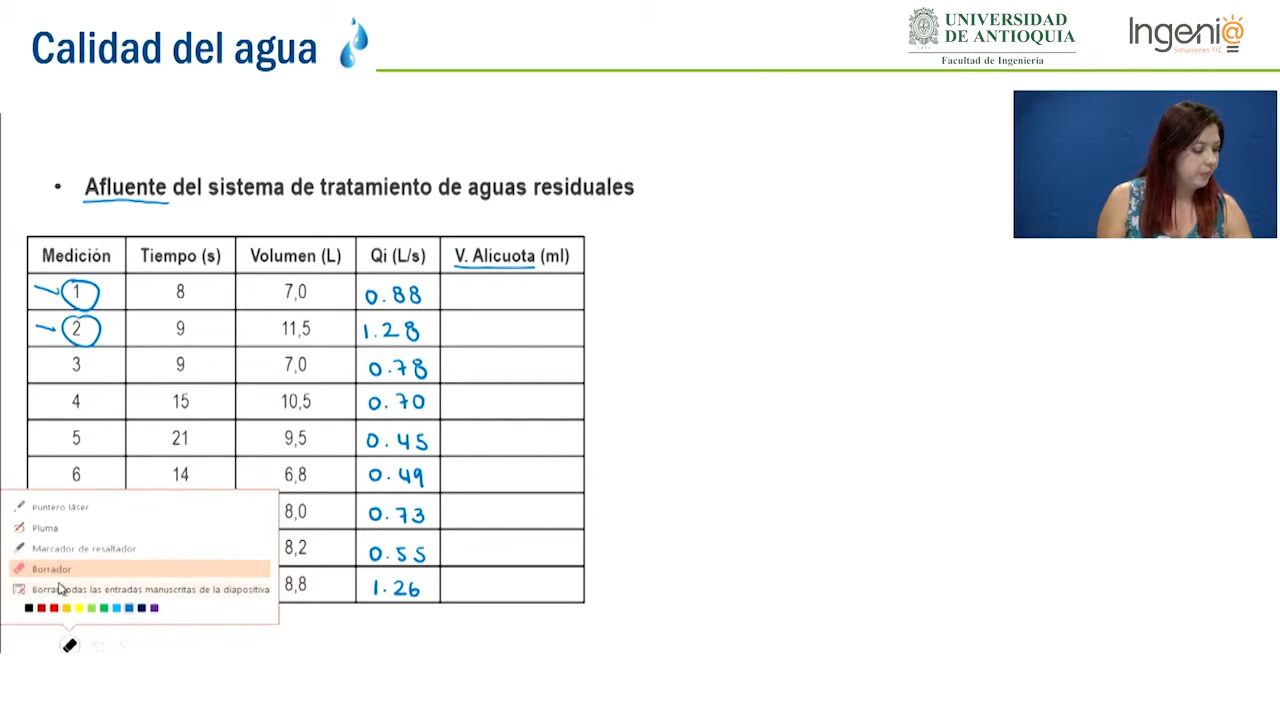 Calidad del agua
UNIVERSIDAD
DE ANTIOQUIA
Facultad de Ingeniería
Ingeni@
Soluciones TIC
• Afluente del sistema de tratamiento de aguas residuales
Medición Tiempo (s) Volumen (L) Qi (L/s) V. Alicuota (ml)
1 8 7,0 0.88
2 9 11,5 1.28
3 9 7,0 0.78
4 15 10,5 0.70
5 21 9,5 0.45
6 14 6,8 0.49
8,0 0.73
8,2 0.55
8,8 1.26
Puntero láser
Pluma
Marcador de resaltador
Borrador
Borrar todas las entradas manuscritas de la diapositiva